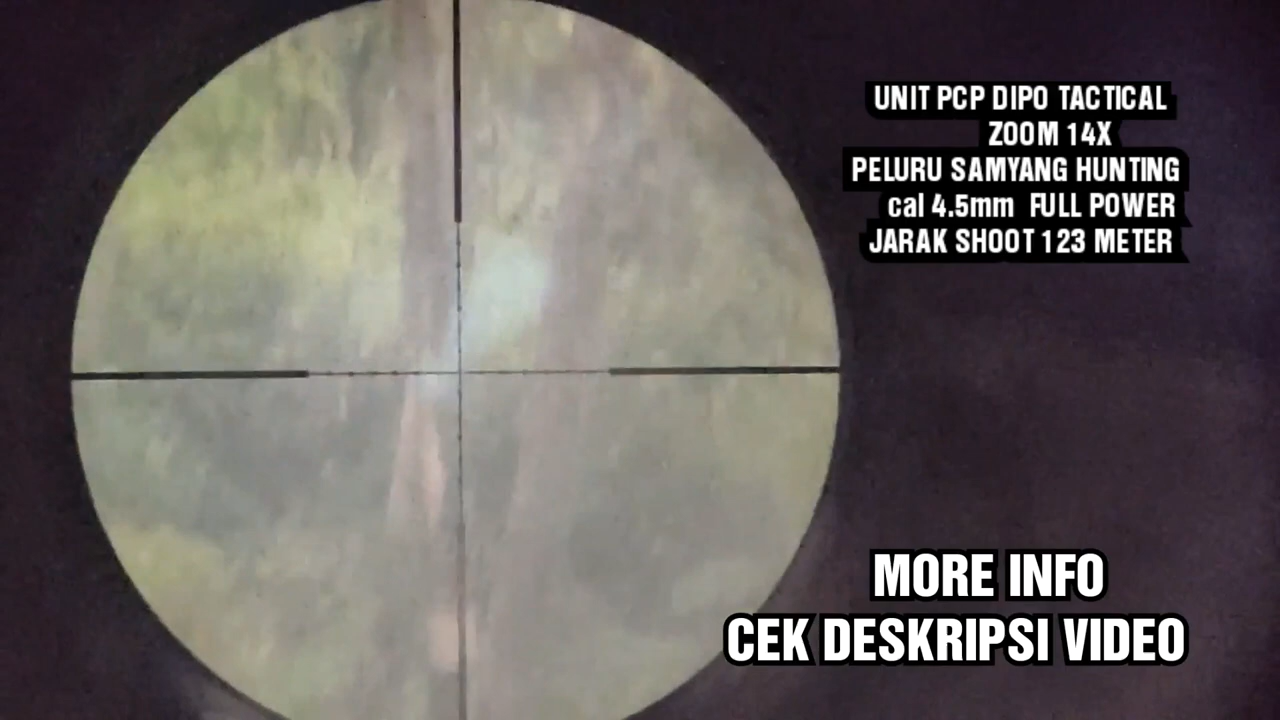 UNIT PCP DIPO TACTICAL
ZOOM 14X
PELURU SAMYANG HUNTING
cal 4.5mm FULL POWER
JARAK SHOOT 123 METER
MORE INFO
CEK DESKRIPSI VIDEO